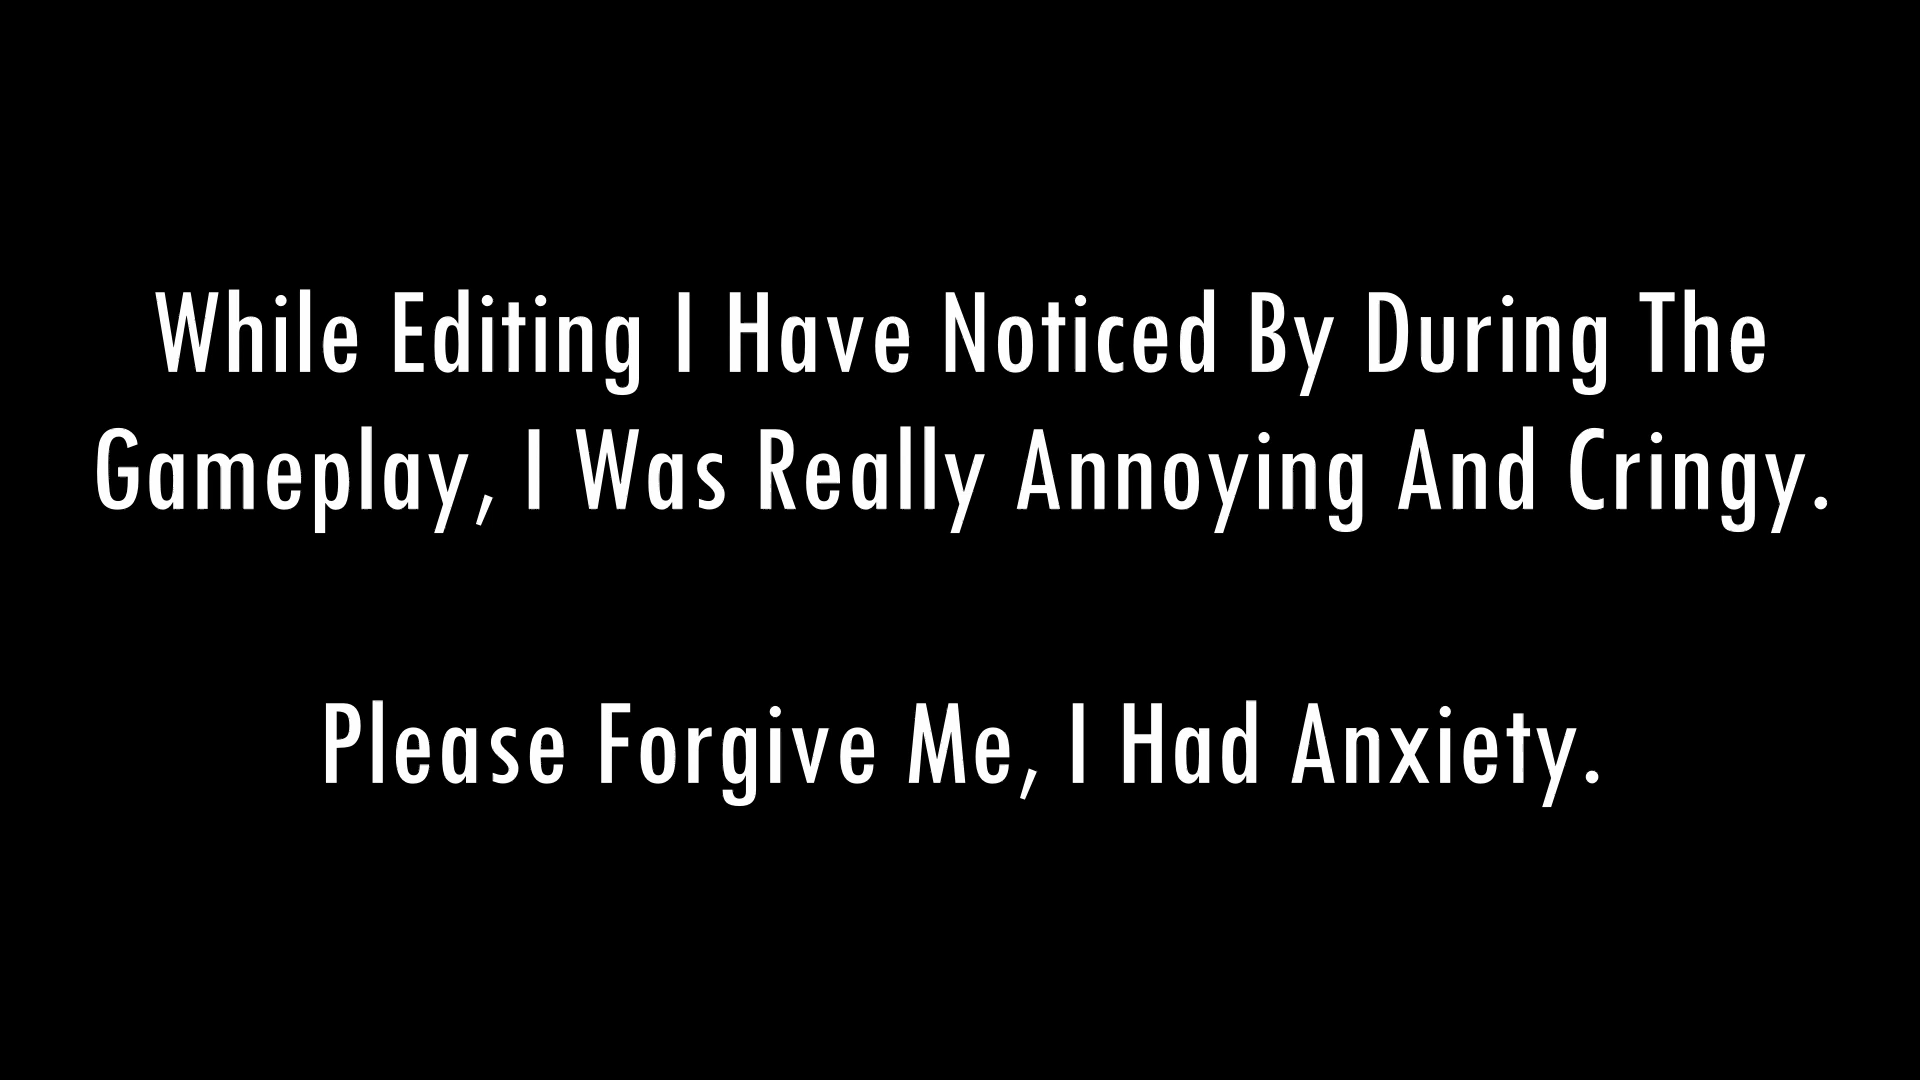 While Editing I Have Noticed By During The
Gameplay, I Was Really Annoying And Cringy.
Please Forgive Me, I Had Anxiety.